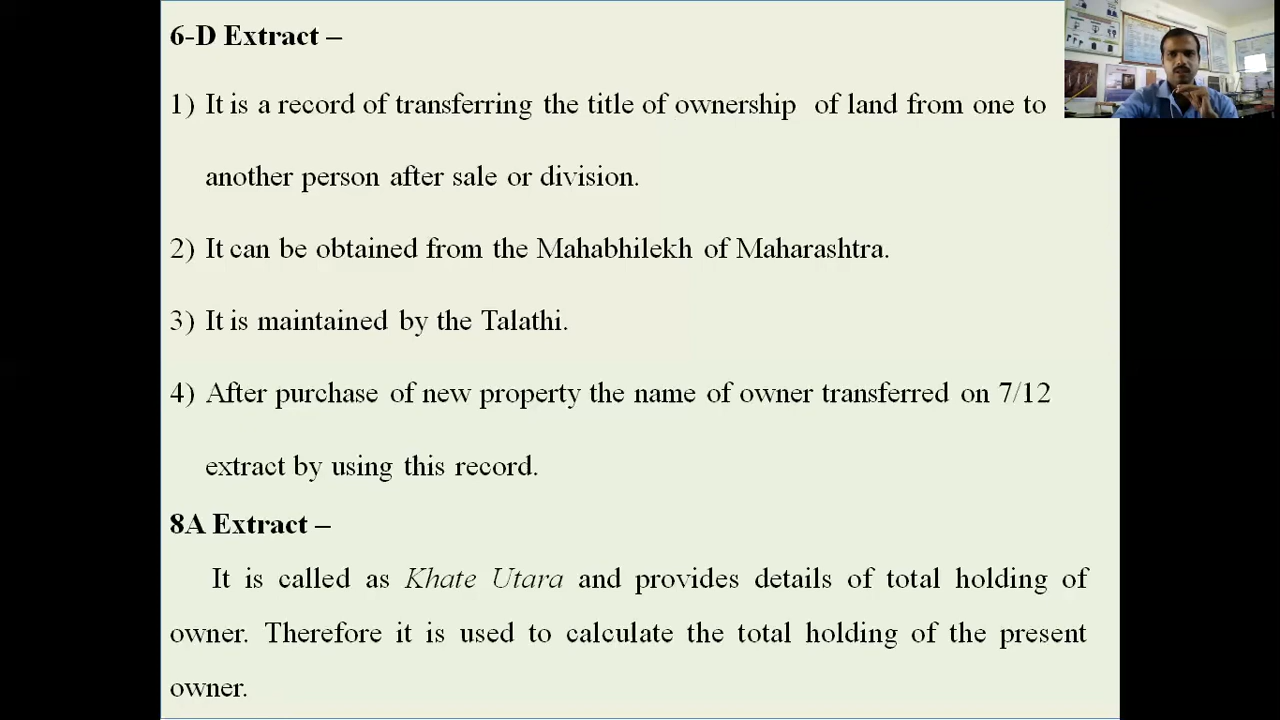 6-D Extract –
1) It is a record of transferring the title of ownership of land from one to
another person after sale or division.
2) It can be obtained from the Mahabhilekh of Maharashtra.
3) It is maintained by the Talathi.
4) After purchase of new property the name of owner transferred on 7/12
extract by using this record.
8A Extract –
It is called as Khate Utara and provides details of total holding of
owner. Therefore it is used to calculate the total holding of the present
owner.